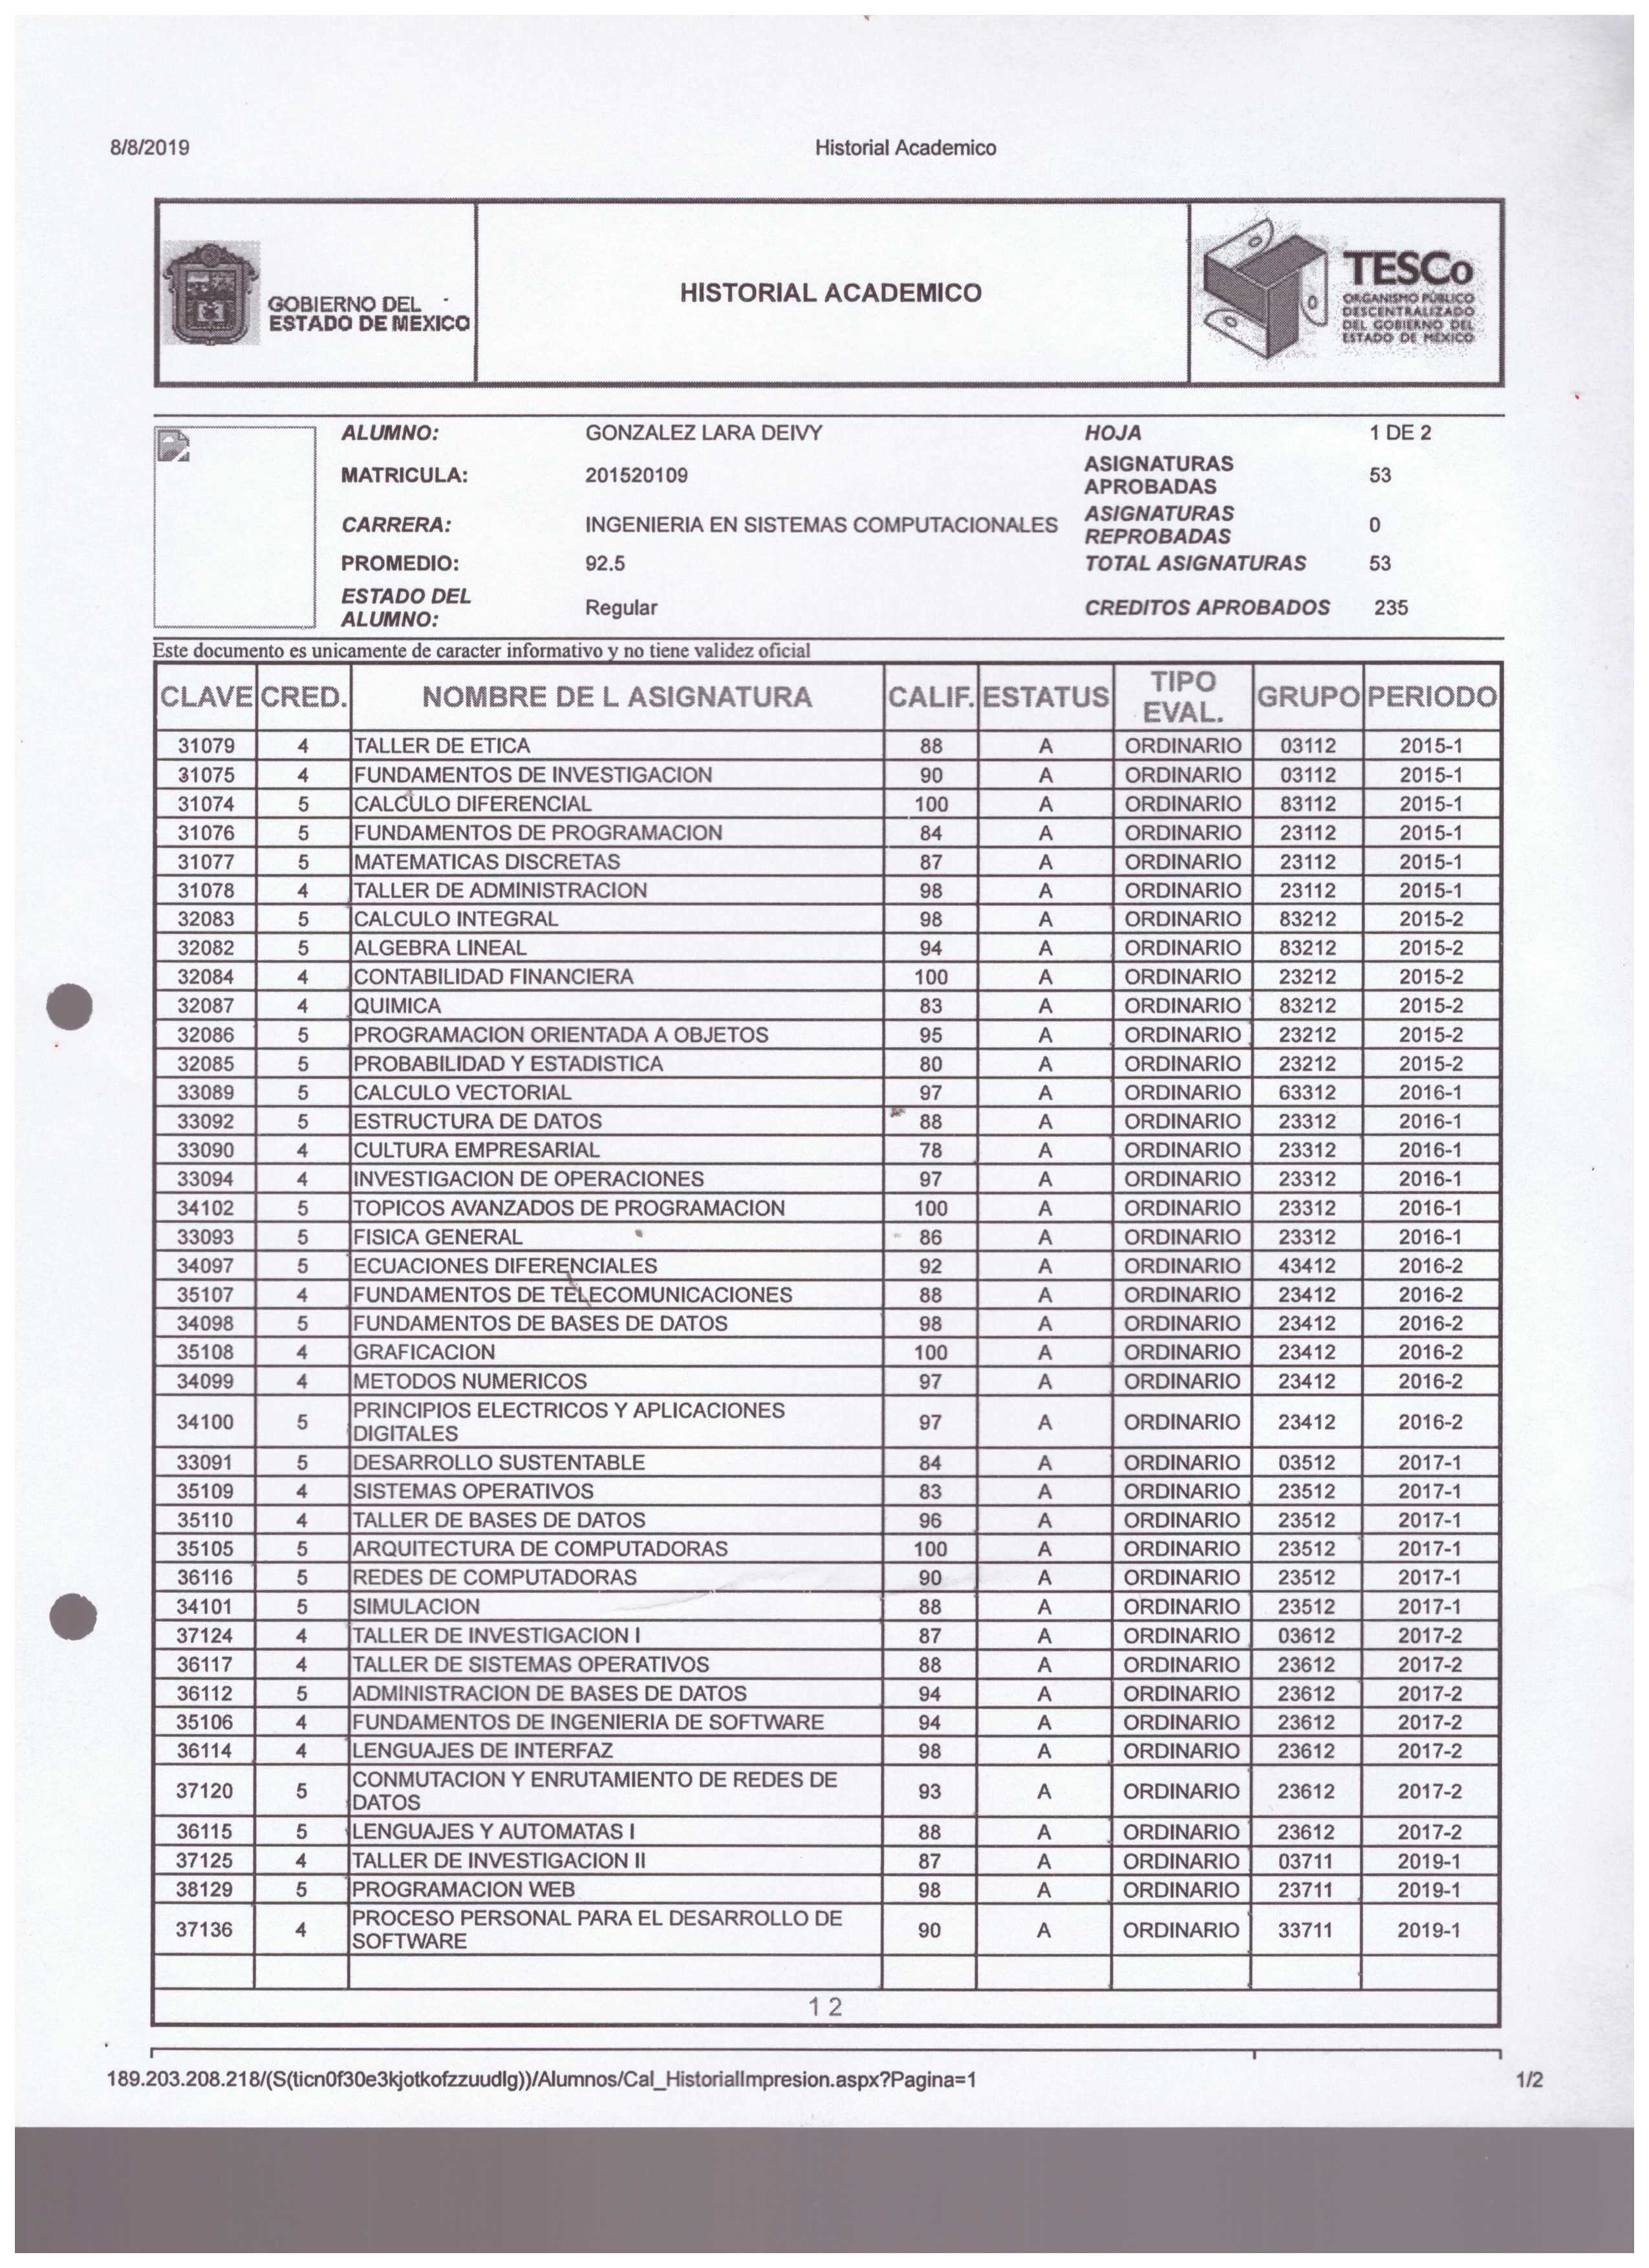 8/8/2019 Historial Academico
GOBIERNO DEL
ESTADO DE MEXICO
HISTORIAL ACADEMICO
TESCo
ORGANISMO PÚBLICO
DESCENTRALIZADO
DEL GOBIERNO DEL
ESTADO DE MEXICO
ALUMNO: GONZALEZ LARA DEIVY HOJA 1 DE 2
MATRICULA: 201520109 ASIGNATURAS APROBADAS 53
CARRERA: INGENIERIA EN SISTEMAS COMPUTACIONALES ASIGNATURAS REPROBADAS 0
PROMEDIO: 92.5 TOTAL ASIGNATURAS 53
ESTADO DEL ALUMNO: Regular CREDITOS APROBADOS 235
Este documento es unicamente de caracter informativo y no tiene validez oficial
CLAVE CRED. NOMBRE DE L ASIGNATURA CALIF. ESTATUS TIPO EVAL. GRUPO PERIODO
31079 4 TALLER DE ETICA 88 A ORDINARIO 03112 2015-1
31075 4 FUNDAMENTOS DE INVESTIGACION 90 A ORDINARIO 03112 2015-1
31074 5 CALCULO DIFERENCIAL 100 A ORDINARIO 83112 2015-1
31076 5 FUNDAMENTOS DE PROGRAMACION 84 A ORDINARIO 23112 2015-1
31077 5 MATEMATICAS DISCRETAS 87 A ORDINARIO 23112 2015-1
31078 4 TALLER DE ADMINISTRACION 98 A ORDINARIO 23112 2015-1
32083 5 CALCULO INTEGRAL 98 A ORDINARIO 83212 2015-2
32082 5 ALGEBRA LINEAL 94 A ORDINARIO 83212 2015-2
32084 4 CONTABILIDAD FINANCIERA 100 A ORDINARIO 23212 2015-2
32087 4 QUIMICA 83 A ORDINARIO 83212 2015-2
32086 5 PROGRAMACION ORIENTADA A OBJETOS 95 A ORDINARIO 23212 2015-2
32085 5 PROBABILIDAD Y ESTADISTICA 80 A ORDINARIO 23212 2015-2
33089 5 CALCULO VECTORIAL 97 A ORDINARIO 63312 2016-1
33092 5 ESTRUCTURA DE DATOS 88 A ORDINARIO 23312 2016-1
33090 4 CULTURA EMPRESARIAL 78 A ORDINARIO 23312 2016-1
33094 4 INVESTIGACION DE OPERACIONES 97 A ORDINARIO 23312 2016-1
34102 5 TOPICOS AVANZADOS DE PROGRAMACION 100 A ORDINARIO 23312 2016-1
33093 5 FISICA GENERAL 86 A ORDINARIO 23312 2016-1
34097 5 ECUACIONES DIFERENCIALES 92 A ORDINARIO 43412 2016-2
35107 4 FUNDAMENTOS DE TELECOMUNICACIONES 88 A ORDINARIO 23412 2016-2
34098 5 FUNDAMENTOS DE BASES DE DATOS 98 A ORDINARIO 23412 2016-2
35108 4 GRAFICACION 100 A ORDINARIO 23412 2016-2
34099 4 METODOS NUMERICOS 97 A ORDINARIO 23412 2016-2
34100 5 PRINCIPIOS ELECTRICOS Y APLICACIONES DIGITALES 97 A ORDINARIO 23412 2016-2
33091 5 DESARROLLO SUSTENTABLE 84 A ORDINARIO 03512 2017-1
35109 4 SISTEMAS OPERATIVOS 83 A ORDINARIO 23512 2017-1
35110 4 TALLER DE BASES DE DATOS 96 A ORDINARIO 23512 2017-1
35105 5 ARQUITECTURA DE COMPUTADORAS 100 A ORDINARIO 23512 2017-1
36116 5 REDES DE COMPUTADORAS 90 A ORDINARIO 23512 2017-1
34101 5 SIMULACION 88 A ORDINARIO 23512 2017-1
37124 4 TALLER DE INVESTIGACION I 87 A ORDINARIO 03612 2017-2
36117 4 TALLER DE SISTEMAS OPERATIVOS 88 A ORDINARIO 23612 2017-2
36112 5 ADMINISTRACION DE BASES DE DATOS 94 A ORDINARIO 23612 2017-2
35106 4 FUNDAMENTOS DE INGENIERIA DE SOFTWARE 94 A ORDINARIO 23612 2017-2
36114 4 LENGUAJES DE INTERFAZ 98 A ORDINARIO 23612 2017-2
37120 5 CONMUTACION Y ENRUTAMIENTO DE REDES DE DATOS 93 A ORDINARIO 23612 2017-2
36115 5 LENGUAJES Y AUTOMATAS I 88 A ORDINARIO 23612 2017-2
37125 4 TALLER DE INVESTIGACION II 87 A ORDINARIO 03711 2019-1
38129 5 PROGRAMACION WEB 98 A ORDINARIO 23711 2019-1
37136 4 PROCESO PERSONAL PARA EL DESARROLLO DE SOFTWARE 90 A ORDINARIO 33711 2019-1
1 2
189.203.208.218/(S(ticn0f30e3kjotkofzzuudlg))/Alumnos/Cal_HistorialImpresion.aspx?Pagina=1 1/2